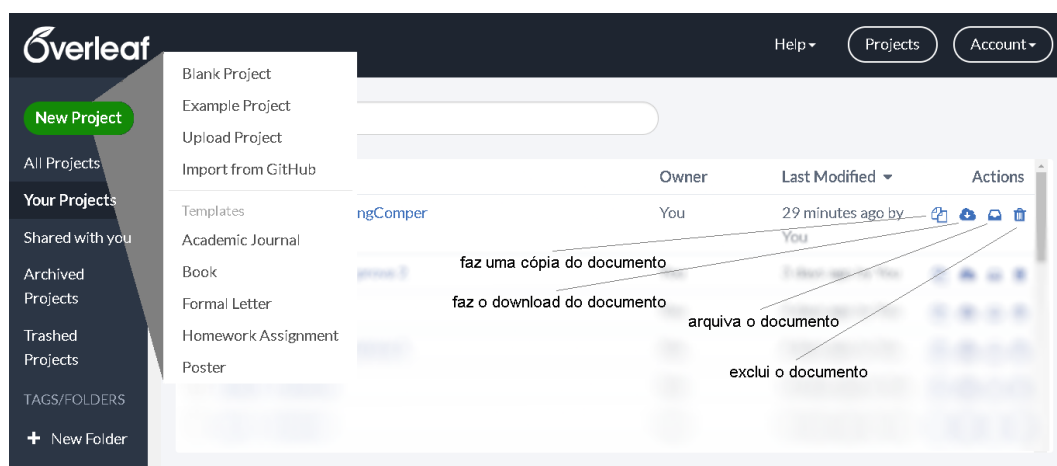 Overleaf
Help
Projects
Account
New Project
All Projects
Your Projects
Shared with you
Archived
Projects
Trashed
Projects
TAGS/FOLDERS
+ New Folder
Blank Project
Example Project
Upload Project
Import from GitHub
Templates
Academic Journal
Book
Formal Letter
Homework Assignment
Poster
Owner
Last Modified
Actions
ngComper
You
29 minutes ago by
You
faz uma cópia do documento
faz o download do documento
arquiva o documento
exclui o documento